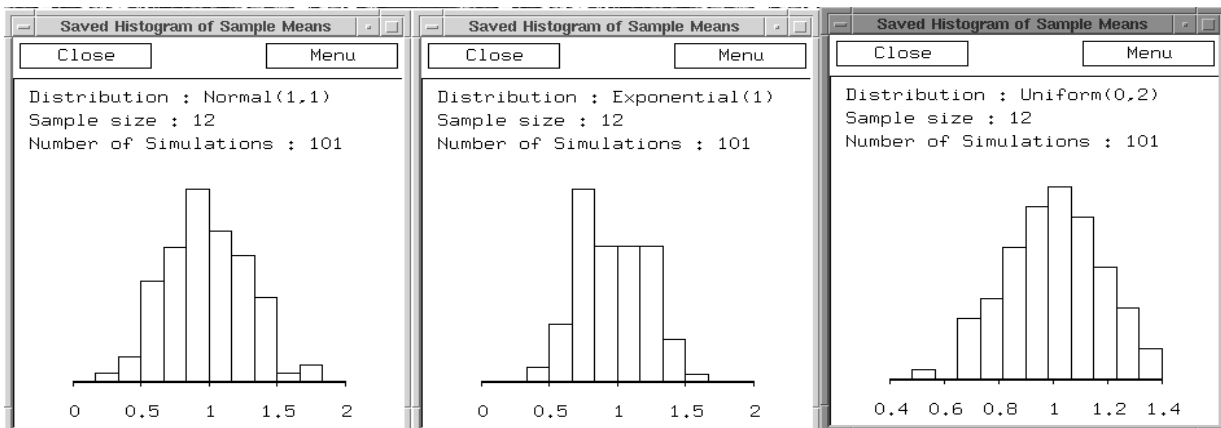 Saved Histogram of Sample Means
Close Menu
Distribution : Normal(1,1)
Sample size : 12
Number of Simulations : 101
0 0.5 1 1.5 2
Saved Histogram of Sample Means
Close Menu
Distribution : Exponential(1)
Sample size : 12
Number of Simulations : 101
0 0.5 1 1.5 2
Saved Histogram of Sample Means
Close Menu
Distribution : Uniform(0,2)
Sample size : 12
Number of Simulations : 101
0.4 0.6 0.8 1 1.2 1.4